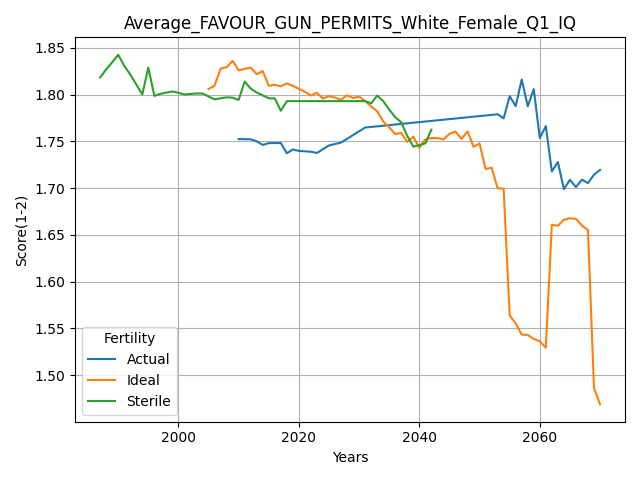 Average_FAVOUR_GUN_PERMITS_White_Female_Q1_IQ
1.85
1.80
1.75
1.70
1.65
1.60
1.55
1.50
Score(1-2)
Fertility
Actual
Ideal
Sterile
2000
2020
2040
2060
Years